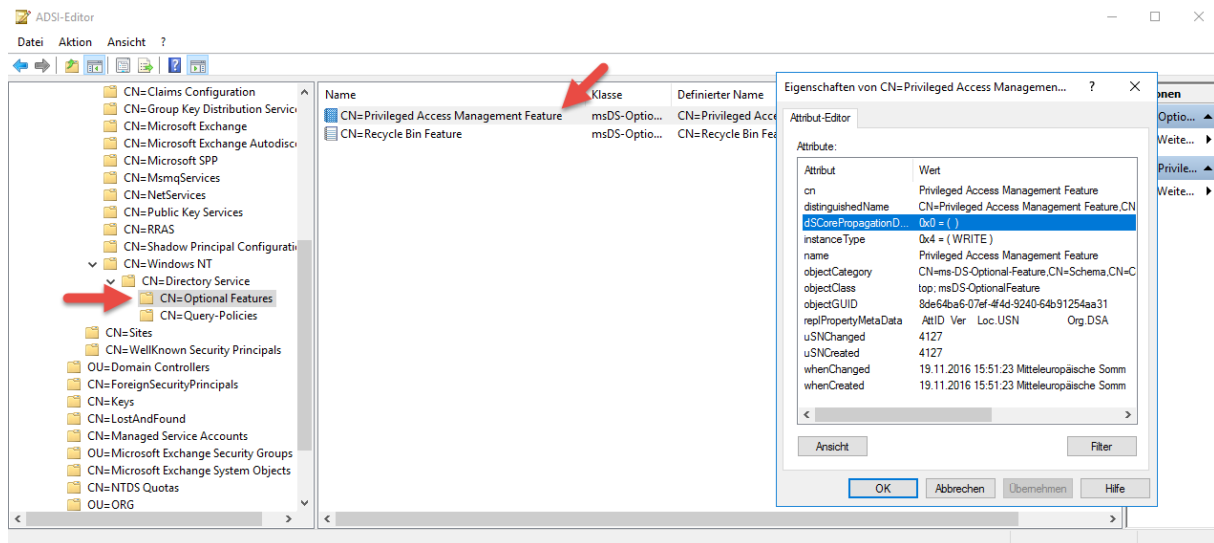 ADSI-Editor
Datei Aktion Ansicht ?
CN=Claims Configuration
CN=Group Key Distribution Service
CN=Microsoft Exchange
CN=Microsoft Exchange Autodisc
CN=Microsoft SPP
CN=MsmqServices
CN=NetServices
CN=Public Key Services
CN=RRAS
CN=Shadow Principal Configurati
CN=Windows NT
CN=Directory Service
CN=Optional Features
CN=Query-Policies
CN=Sites
CN=WellKnown Security Principals
OU=Domain Controllers
CN=ForeignSecurityPrincipals
CN=Keys
CN=LostAndFound
CN=Managed Service Accounts
OU=Microsoft Exchange Security Groups
CN=Microsoft Exchange System Objects
CN=NTDS Quotas
OU=ORG
Name Klasse Definierter Name
CN=Privileged Access Management Feature msDS-Optio... CN=Privileged Acce
CN=Recycle Bin Feature msDS-Optio... CN=Recycle Bin Fea
Eigenschaften von CN=Privileged Access Managemen... ?
Attribut-Editor
Attribute:
Attribut Wert
cn Privileged Access Management Feature
distinguishedName CN=Privileged Access Management Feature,CN
dSCorePropagationD... 0x0 = ( )
instanceType 0x4 = ( WRITE )
name Privileged Access Management Feature
objectCategory CN=ms-DS-Optional-Feature,CN=Schema,CN=C
objectClass top; msDS-OptionalFeature
objectGUID 8de64ba6-07ef-4f4d-9240-64b91254aa31
replPropertyMetaData AttID Ver Loc.USN Org.DSA
uSNChanged 4127
uSNCreated 4127
whenChanged 19.11.2016 15:51:23 Mitteleuropäische Somm
whenCreated 19.11.2016 15:51:23 Mitteleuropäische Somm
Ansicht Filter
OK Abbrechen Übernehmen Hilfe
onen
Optio...
Weite...
Privile...
Weite...